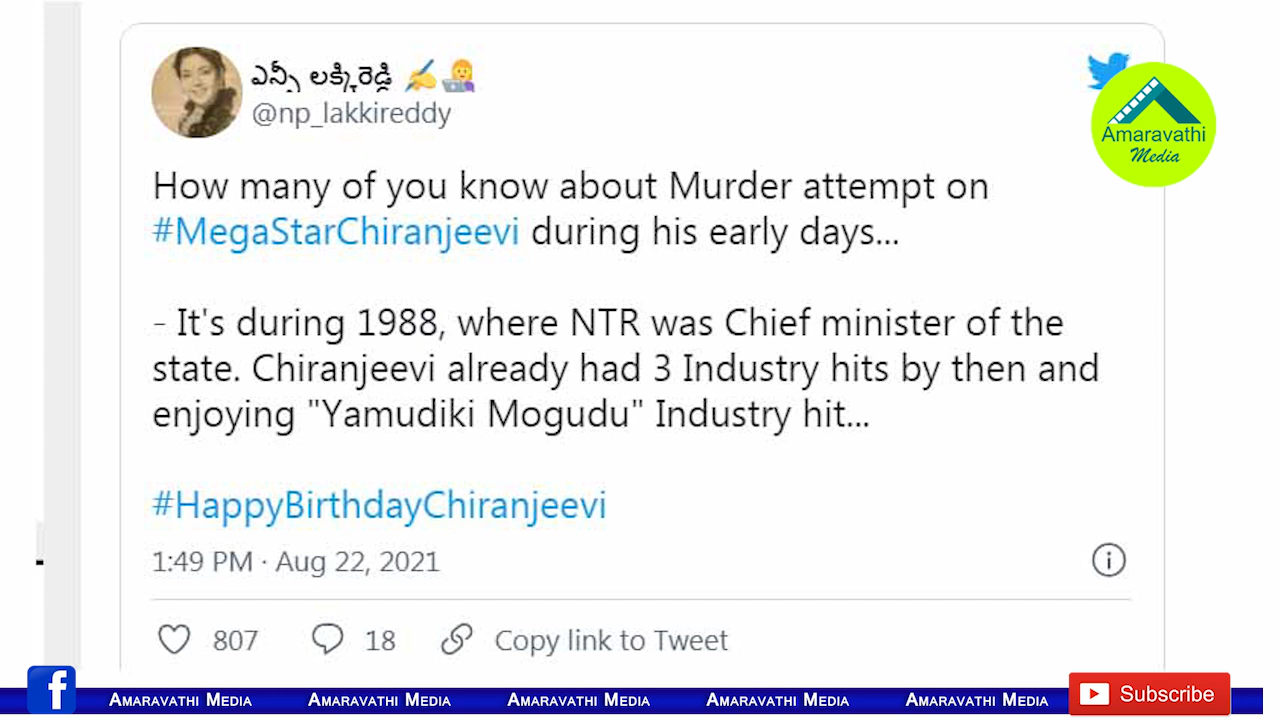 ఎన్పీ లక్కిరెడ్డి ✍️👩‍💻
@np_lakkireddy
Amaravathi
Media
How many of you know about Murder attempt on
#MegaStarChiranjeevi during his early days...
- It's during 1988, where NTR was Chief minister of the
state. Chiranjeevi already had 3 Industry hits by then and
enjoying "Yamudiki Mogudu" Industry hit...
#HappyBirthdayChiranjeevi
1:49 PM · Aug 22, 2021
807 18 Copy link to Tweet
f Amaravathi Media Amaravathi Media Amaravathi Media Amaravathi Media Amaravathi Media Subscribe